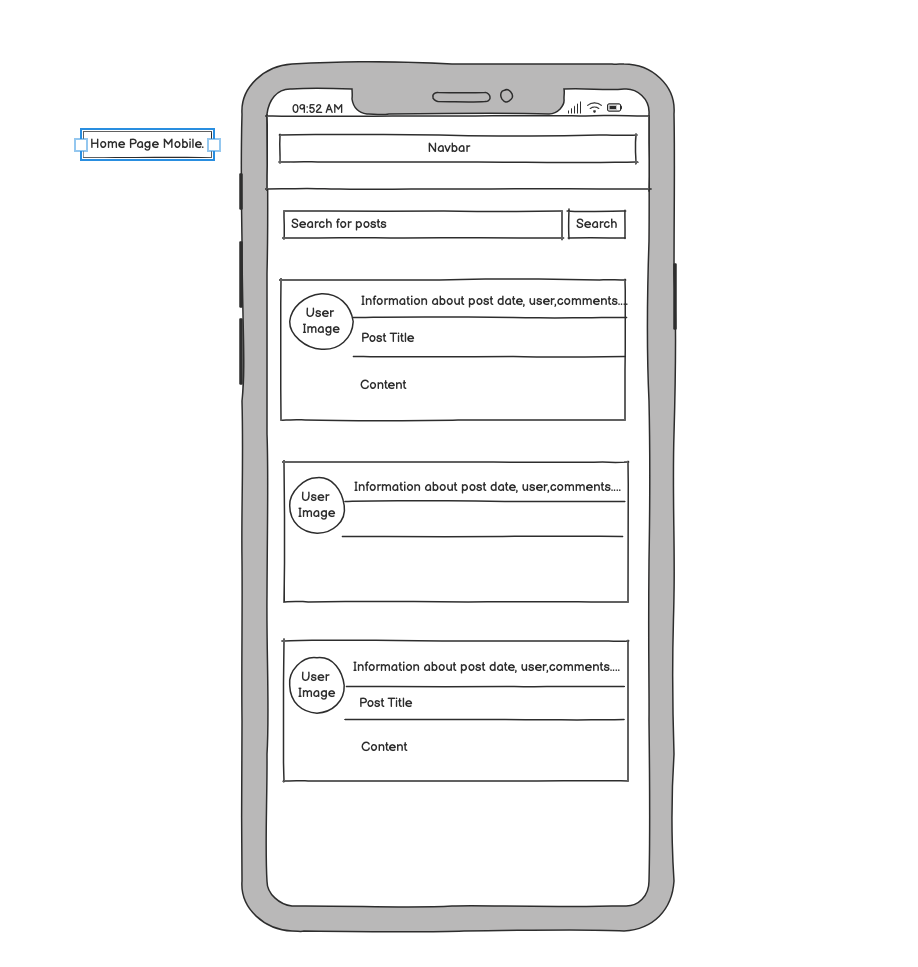 09:52 AM
Home Page Mobile.
Navbar
Search for posts
Search
Information about post date, user,comments....
User
Image
Post Title
Content
Information about post date, user,comments....
User
Image
Information about post date, user,comments....
User
Image
Post Title
Content